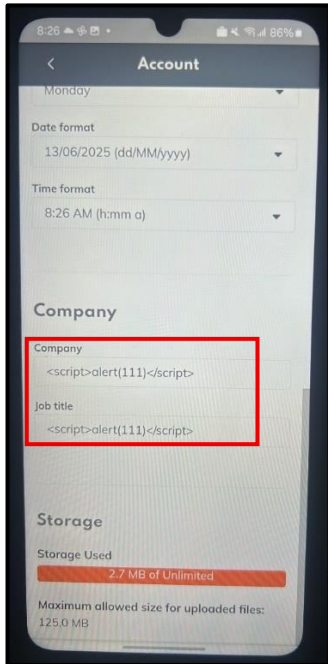 8:26
86%
Account
Monday
Date format
13/06/2025 (dd/MM/yyyy)
Time format
8:26 AM (h:mm a)
Company
Company
<script>alert(111)</script>
Job title
<script>alert(111)</script>
Storage
Storage Used
2.7 MB of Unlimited
Maximum allowed size for uploaded files:
125.0 MB